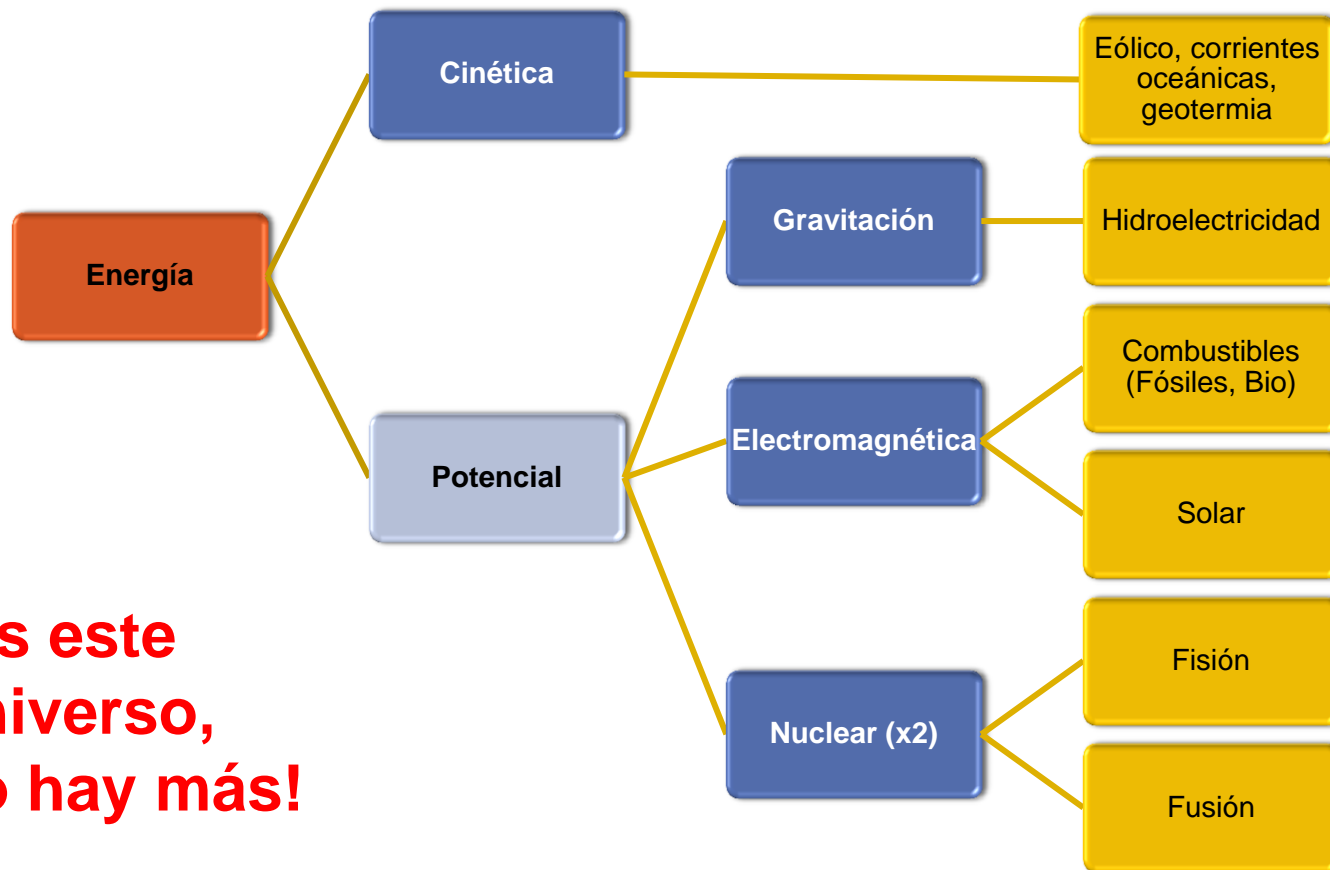 Cinética
Eólico, corrientes
oceánicas,
geotermia
Gravitación
Hidroelectricidad
Energía
Combustibles
(Fósiles, Bio)
Electromagnética
Potencial
Solar
s este
niverso,
o hay más!
Fisión
Nuclear (x2)
Fusión